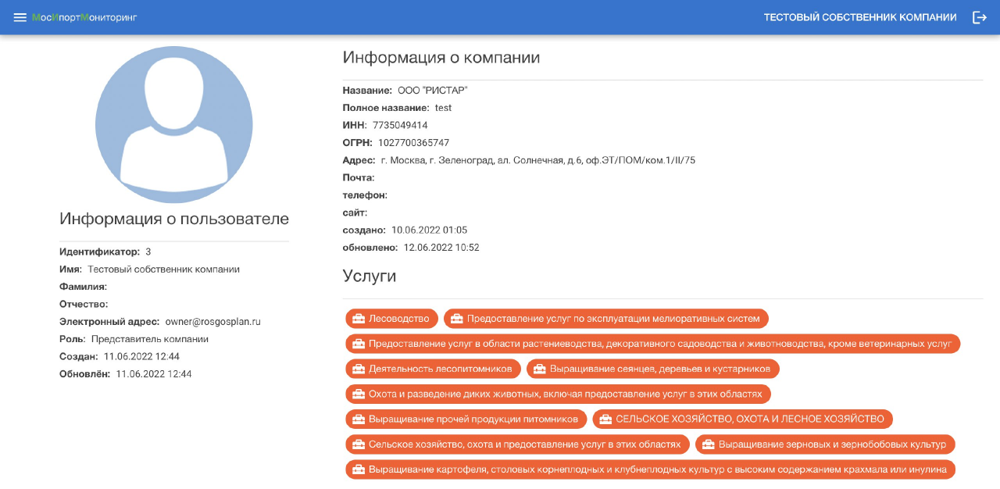 МосИпортМониторинг
ТЕСТОВЫЙ СОБСТВЕННИК КОМПАНИИ
Информация о пользователе
Идентификатор: 3
Имя: Тестовый собственник компании
Фамилия:
Отчество:
Электронный адрес: owner@rosgosplan.ru
Роль: Представитель компании
Создан: 11.06.2022 12:44
Обновлён: 11.06.2022 12:44
Информация о компании
Название: ООО "РИСТАР"
Полное название: test
ИНН: 7735049414
ОГРН: 1027700365747
Адрес: г. Москва, г. Зеленоград, ал. Солнечная, д.6, оф.ЭТ/ПОМ/ком.1/II/75
Почта:
телефон:
сайт:
создано: 10.06.2022 01:05
обновлено: 12.06.2022 10:52
Услуги
Лесоводство
Предоставление услуг по эксплуатации мелиоративных систем
Предоставление услуг в области растениеводства, декоративного садоводства и животноводства, кроме ветеринарных услуг
Деятельность лесопитомников
Выращивание сеянцев, деревьев и кустарников
Охота и разведение диких животных, включая предоставление услуг в этих областях
Выращивание прочей продукции питомников
СЕЛЬСКОЕ ХОЗЯЙСТВО, ОХОТА И ЛЕСНОЕ ХОЗЯЙСТВО
Сельское хозяйство, охота и предоставление услуг в этих областях
Выращивание зерновых и зернобобовых культур
Выращивание картофеля, столовых корнеплодных и клубнеплодных культур с высоким содержанием крахмала или инулина